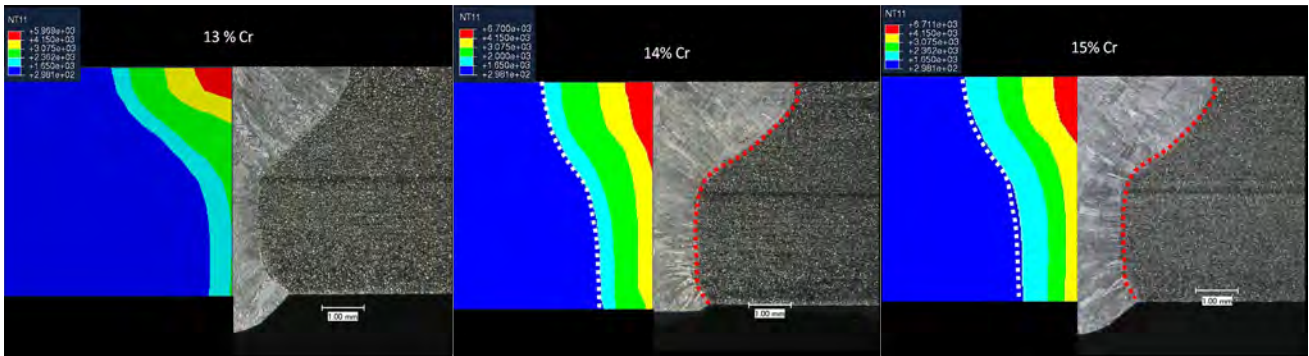 NT11
+5.969e+03
+4.150e+03
+3.075e+03
+2.362e+03
+1.650e+03
+2.981e+02
13 % Cr
1.00 mm
NT11
+6.700e+03
+4.150e+03
+3.075e+03
+2.000e+03
+1.650e+03
+2.981e+02
14% Cr
1.00 mm
NT11
+6.711e+03
+4.150e+03
+3.075e+03
+2.362e+03
+1.650e+03
+2.981e+02
15% Cr
1.00 mm